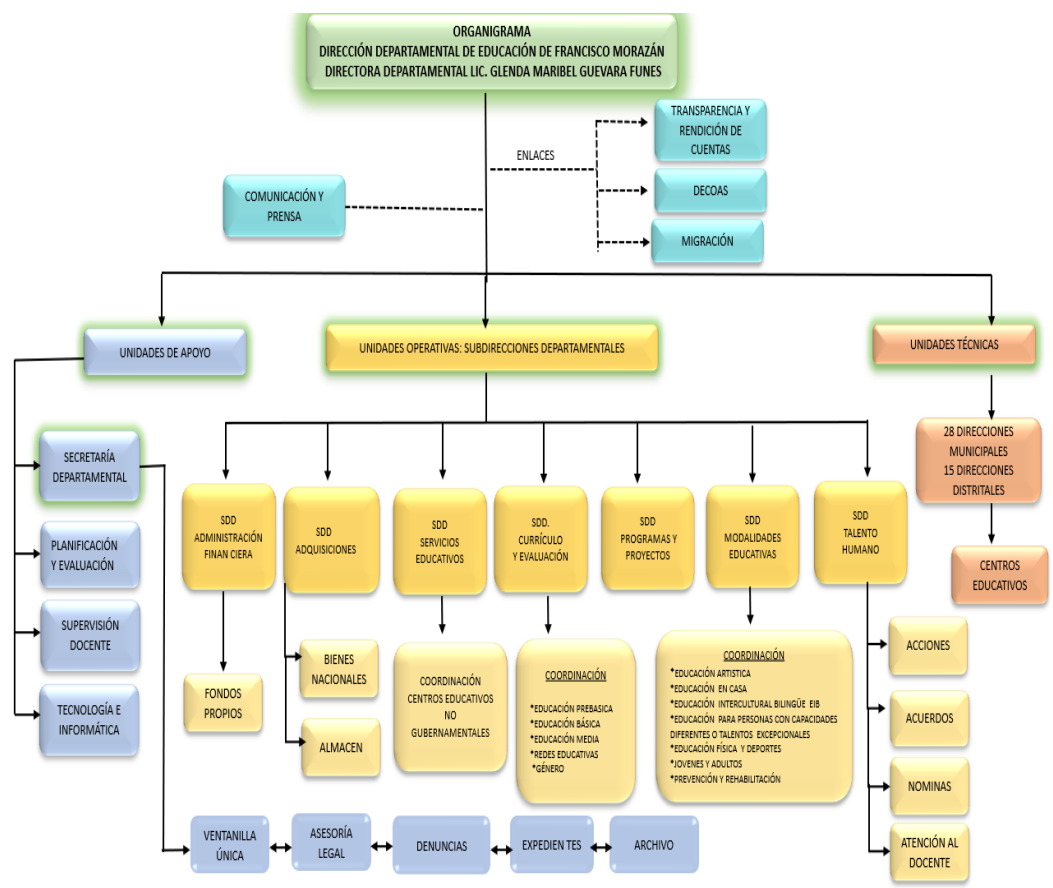 ORGANIGRAMA
DIRECCIÓN DEPARTAMENTAL DE EDUCACIÓN DE FRANCISCO MORAZÁN
DIRECTORA DEPARTAMENTAL LIC. GLENDA MARIBEL GUEVARA FUNES
TRANSPARENCIA Y
RENDICIÓN DE
CUENTAS
ENLACES
DECOAS
MIGRACIÓN
COMUNICACIÓN Y
PRENSA
UNIDADES DE APOYO
UNIDADES OPERATIVAS: SUBDIRECCIONES DEPARTAMENTALES
UNIDADES TÉCNICAS
SECRETARÍA
DEPARTAMENTAL
PLANIFICACIÓN
Y EVALUACIÓN
SUPERVISIÓN
DOCENTE
TECNOLOGÍA E
INFORMÁTICA
SDD
ADMINISTRACIÓN
FINAN CIERA
SDD
ADQUISICIONES
SDD
SERVICIOS
EDUCATIVOS
SDD.
CURRÍCULO
Y EVALUACIÓN
SDD
PROGRAMAS Y
PROYECTOS
SDD
MODALIDADES
EDUCATIVAS
SDD
TALENTO
HUMANO
28 DIRECCIONES
MUNICIPALES
15 DIRECCIONES
DISTRITALES
CENTROS
EDUCATIVOS
FONDOS
PROPIOS
BIENES
NACIONALES
ALMACEN
COORDINACIÓN
CENTROS EDUCATIVOS
NO
GUBERNAMENTALES
COORDINACIÓN
*EDUCACIÓN PREBASICA
*EDUCACIÓN BÁSICA
*EDUCACIÓN MEDIA
*REDES EDUCATIVAS
*GÉNERO
COORDINACIÓN
*EDUCACIÓN ARTISTICA
*EDUCACIÓN EN CASA
*EDUCACIÓN INTERCULTURAL BILINGÜE EIB
*EDUCACIÓN PARA PERSONAS CON CAPACIDADES
DIFERENTES O TALENTOS EXCEPCIONALES
*EDUCACIÓN FÍSICA Y DEPORTES
*JOVENES Y ADULTOS
*PREVENCIÓN Y REHABILITACIÓN
ACCIONES
ACUERDOS
NOMINAS
ATENCIÓN AL
DOCENTE
VENTANILLA
ÚNICA
ASESORÍA
LEGAL
DENUNCIAS
EXPEDIEN TES
ARCHIVO